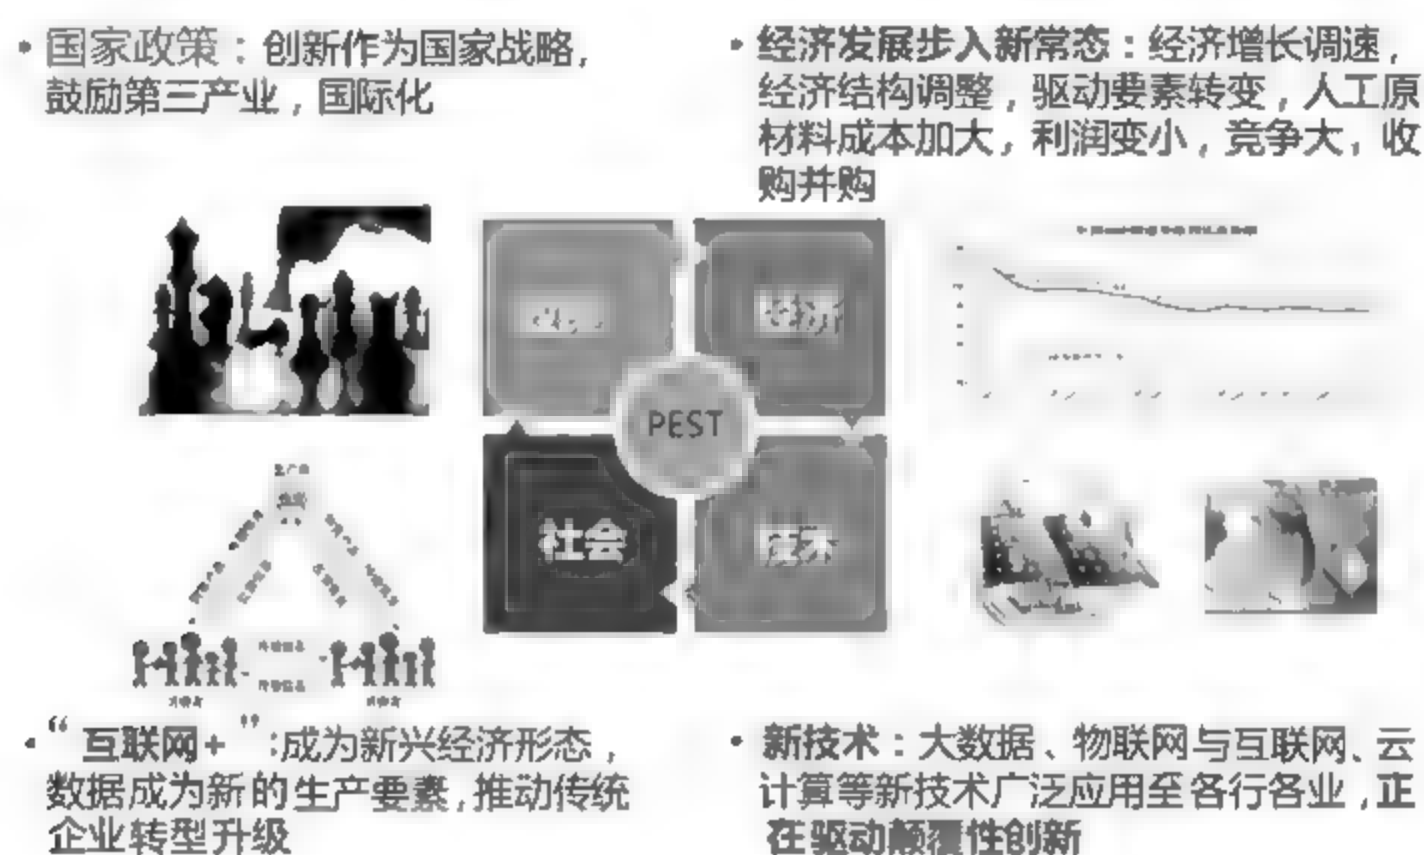 • 国家政策：创新作为国家战略,
鼓励第三产业，国际化
• 经济发展步入新常态：经济增长调速，
经济结构调整，驱动要素转变，人工原
材料成本加大，利润变小，竞争大，收
购并购
经济
PEST
社会
技术
• “互联网+”:成为新兴经济形态，
数据成为新的生产要素,推动传统
企业转型升级
• 新技术：大数据、物联网与互联网、云
计算等新技术广泛应用至各行各业,正
在驱动颠覆性创新